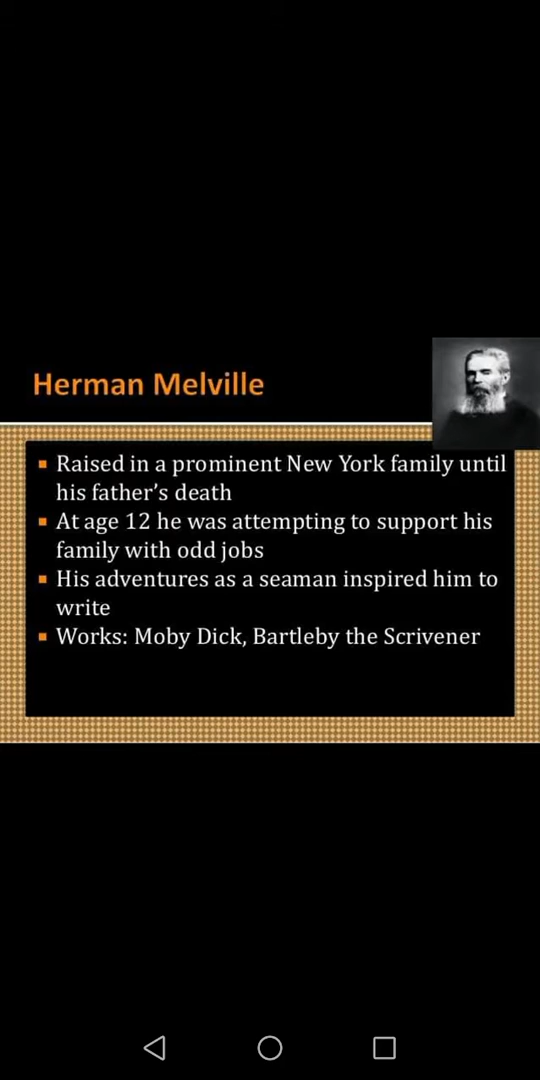 Herman Melville
Raised in a prominent New York family until
his father’s death
At age 12 he was attempting to support his
family with odd jobs
His adventures as a seaman inspired him to
write
Works: Moby Dick, Bartleby the Scrivener